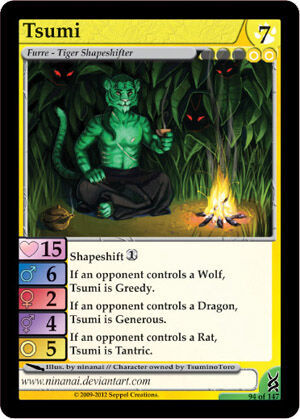 Tsumi
7
Furre - Tiger Shapeshifter
15
Shapeshift 1
6
If an opponent controls a Wolf,
Tsumi is Greedy.
2
If an opponent controls a Dragon,
Tsumi is Generous.
4
If an opponent controls a Rat,
5
Tsumi is Tantric.
Illus. by ninanai // Character owned by TsuminoToro
www.ninanai.deviantart.com
94 of 147
© 2009-2012 Seppel Creations.